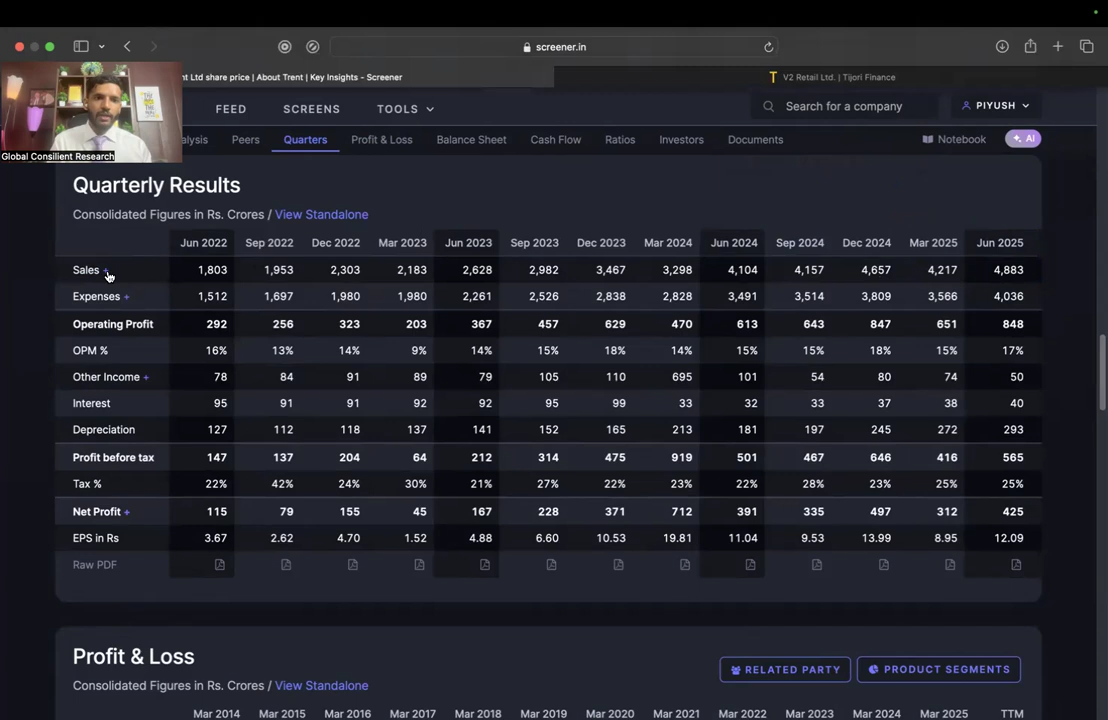 screener.in
nt Ltd share price | About Trent | Key Insights - Screener
T V2 Retail Ltd. | Tijori Finance
FEED SCREENS TOOLS Search for a company PIYUSH
Global Consilient Research
alysis Peers Quarters Profit & Loss Balance Sheet Cash Flow Ratios Investors Documents Notebook AI
Quarterly Results
Consolidated Figures in Rs. Crores / View Standalone
Jun 2022 Sep 2022 Dec 2022 Mar 2023 Jun 2023 Sep 2023 Dec 2023 Mar 2024 Jun 2024 Sep 2024 Dec 2024 Mar 2025 Jun 2025
Sales + 1,803 1,953 2,303 2,183 2,628 2,982 3,467 3,298 4,104 4,157 4,657 4,217 4,883
Expenses + 1,512 1,697 1,980 1,980 2,261 2,526 2,838 2,828 3,491 3,514 3,809 3,566 4,036
Operating Profit 292 256 323 203 367 457 629 470 613 643 847 651 848
OPM % 16% 13% 14% 9% 14% 15% 18% 14% 15% 15% 18% 15% 17%
Other Income + 78 84 91 89 79 105 110 695 101 54 80 74 50
Interest 95 91 91 92 92 95 99 33 32 33 37 38 40
Depreciation 127 112 118 137 141 152 165 213 181 197 245 272 293
Profit before tax 147 137 204 64 212 314 475 919 501 467 646 416 565
Tax % 22% 42% 24% 30% 21% 27% 22% 23% 22% 28% 23% 25% 25%
Net Profit + 115 79 155 45 167 228 371 712 391 335 497 312 425
EPS in Rs 3.67 2.62 4.70 1.52 4.88 6.60 10.53 19.81 11.04 9.53 13.99 8.95 12.09
Raw PDF
Profit & Loss
RELATED PARTY PRODUCT SEGMENTS
Consolidated Figures in Rs. Crores / View Standalone
Mar 2014 Mar 2015 Mar 2016 Mar 2017 Mar 2018 Mar 2019 Mar 2020 Mar 2021 Mar 2022 Mar 2023 Mar 2024 Mar 2025 TTM